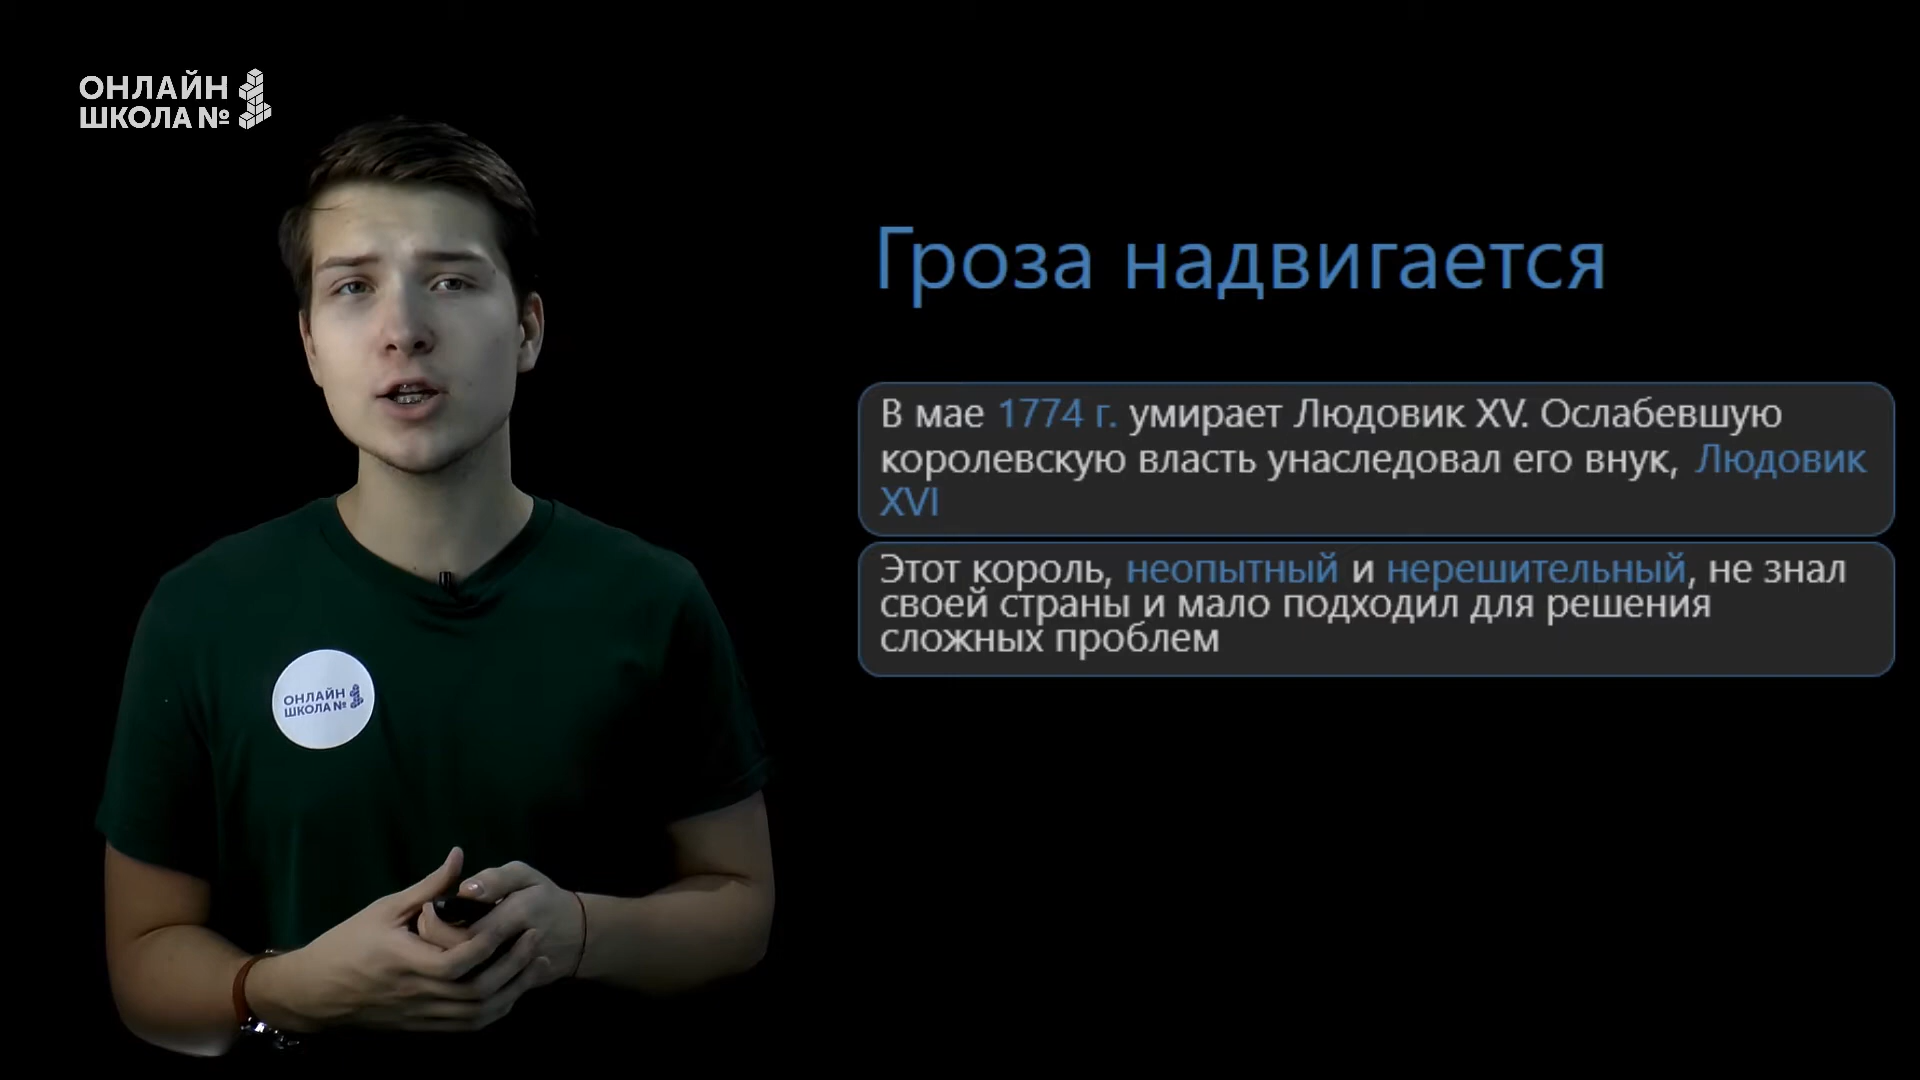 ОНЛАЙН
ШКОЛА №
Гроза надвигается
В мае 1774 г. умирает Людовик XV. Ослабевшую
королевскую власть унаследовал его внук, Людовик
XVI
Этот король, неопытный и нерешительный, не знал
своей страны и мало подходил для решения
сложных проблем
ОНЛАЙН
ШКОЛА №